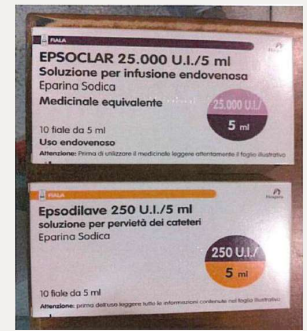 FIALA
EPSOCLAR 25.000 U.I./5 ml
Soluzione per infusione endovenosa
Eparina Sodica
Medicinale equivalente
25.000 U.I./
5 ml
10 fiale da 5 ml
Uso endovenoso
Attenzione: Prima di utilizzare il medicinale leggere attentamente il foglio illustrativo
FIALA
Hospira
Epsodilave 250 U.I./5 ml
soluzione per pervietà dei cateteri
Eparina Sodica
250 U.I./
5 ml
10 fiale da 5 ml
Attenzione: prima dell'uso leggere tutte le informazioni contenute nel foglio illustrativo